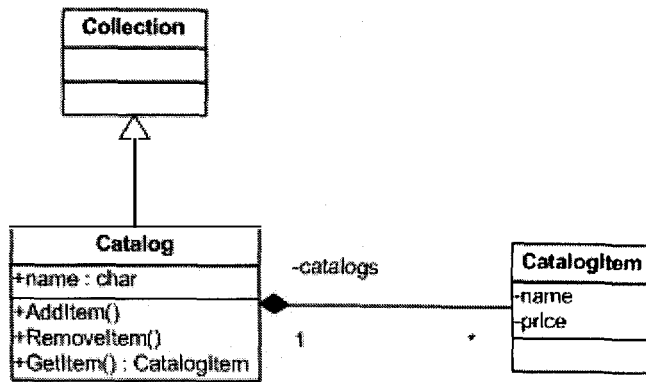 Collection
Catalog
+name : char
+AddItem()
+RemoveItem()
+GetItem() : CatalogItem
-catalogs
1
*
CatalogItem
-name
-price